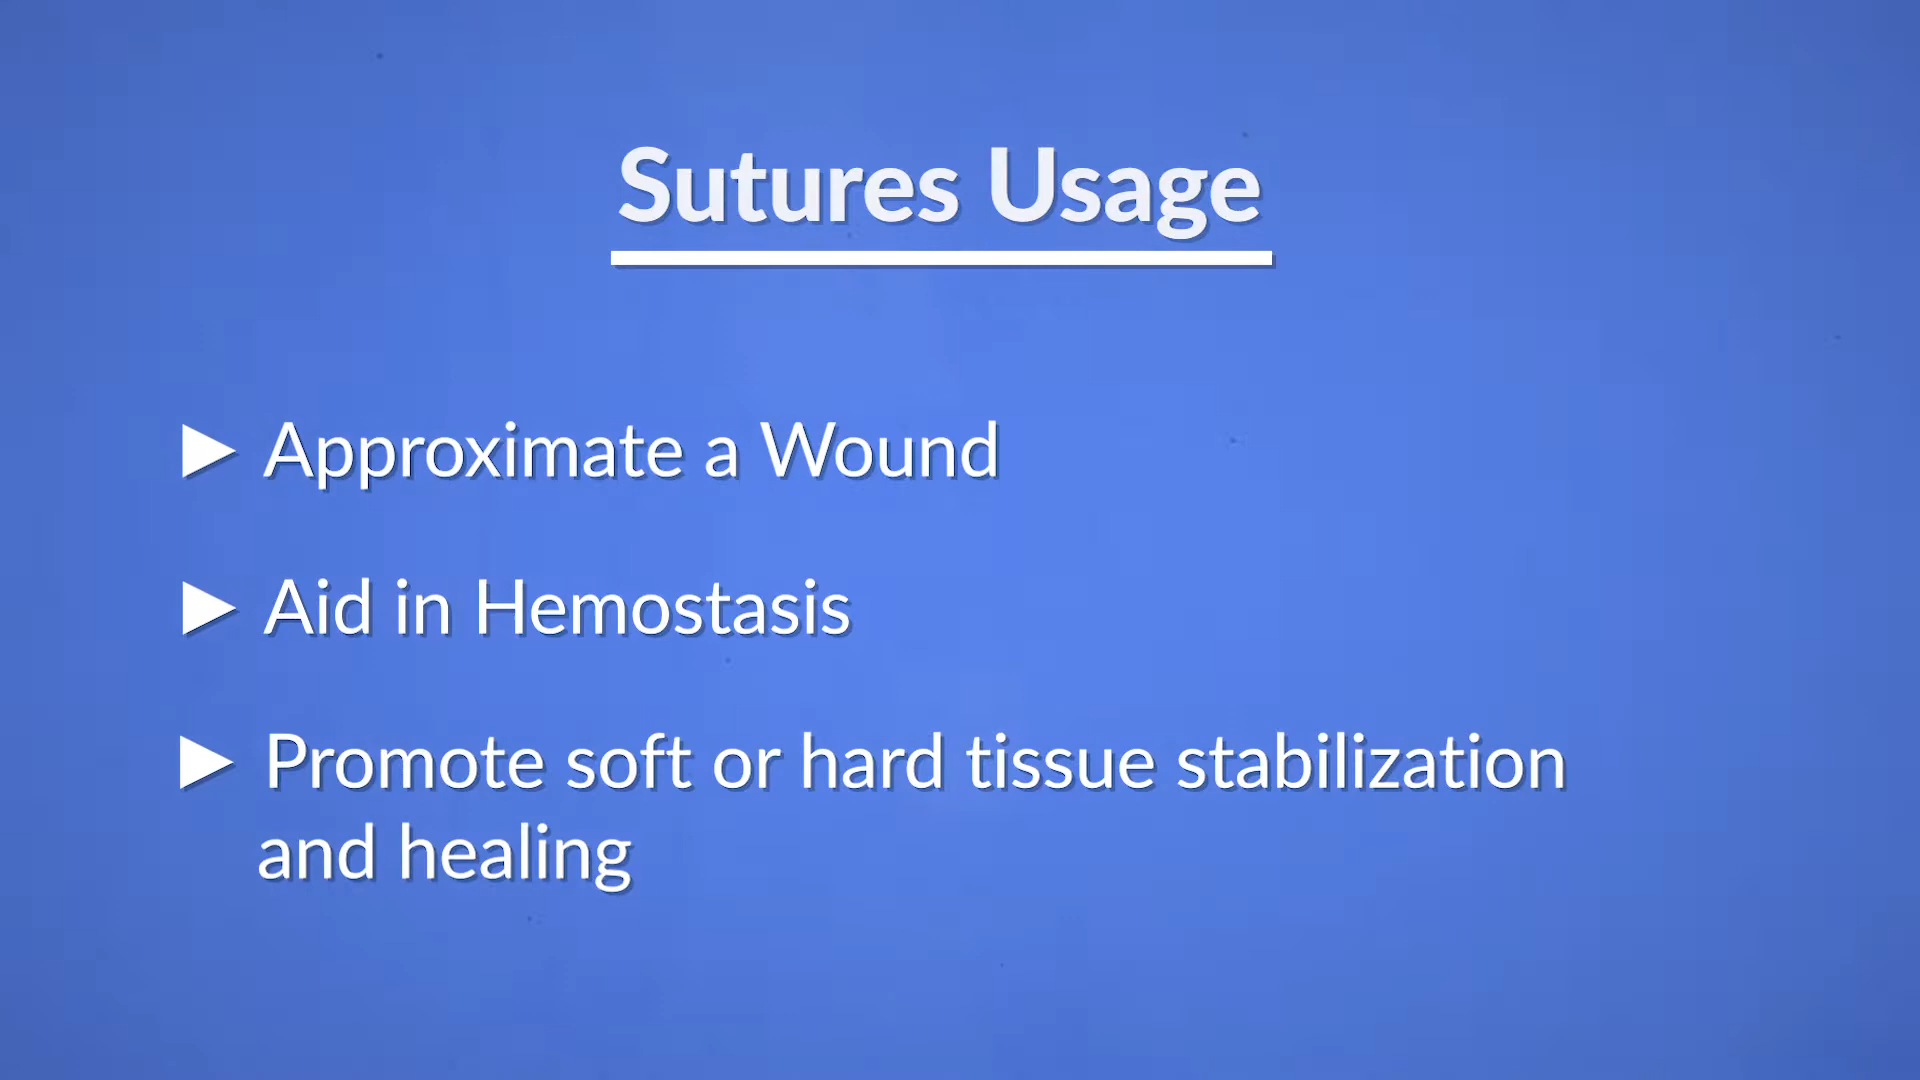 Sutures Usage
▶ Approximate a Wound
▶ Aid in Hemostasis
▶ Promote soft or hard tissue stabilization
and healing